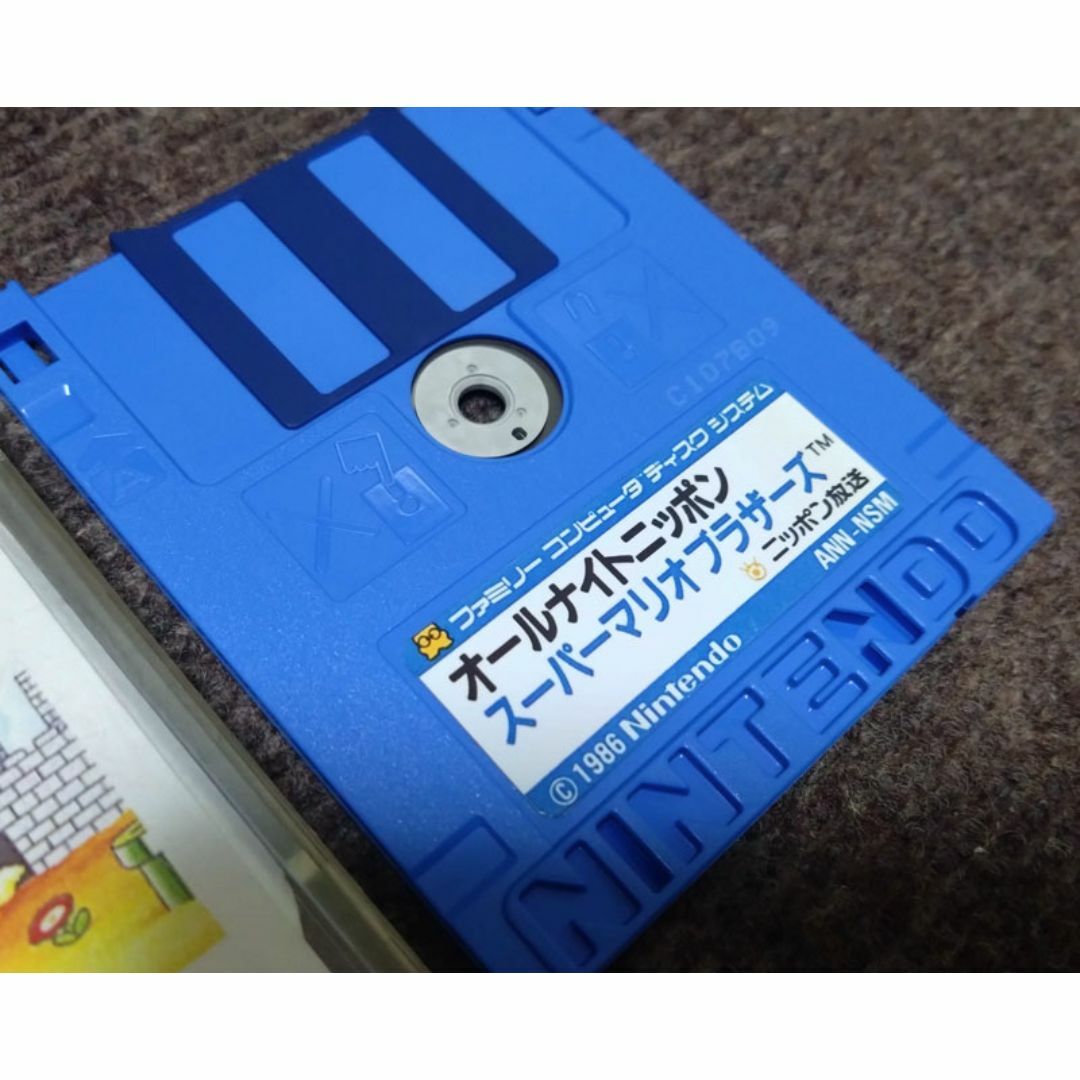 C107B09
ファミリー コンピュータ ディスク システム
オールナイトニッポン
スーパーマリオブラザーズ™
ニッポン放送
ANN-NSM
©1986 Nintendo
NINTENDO